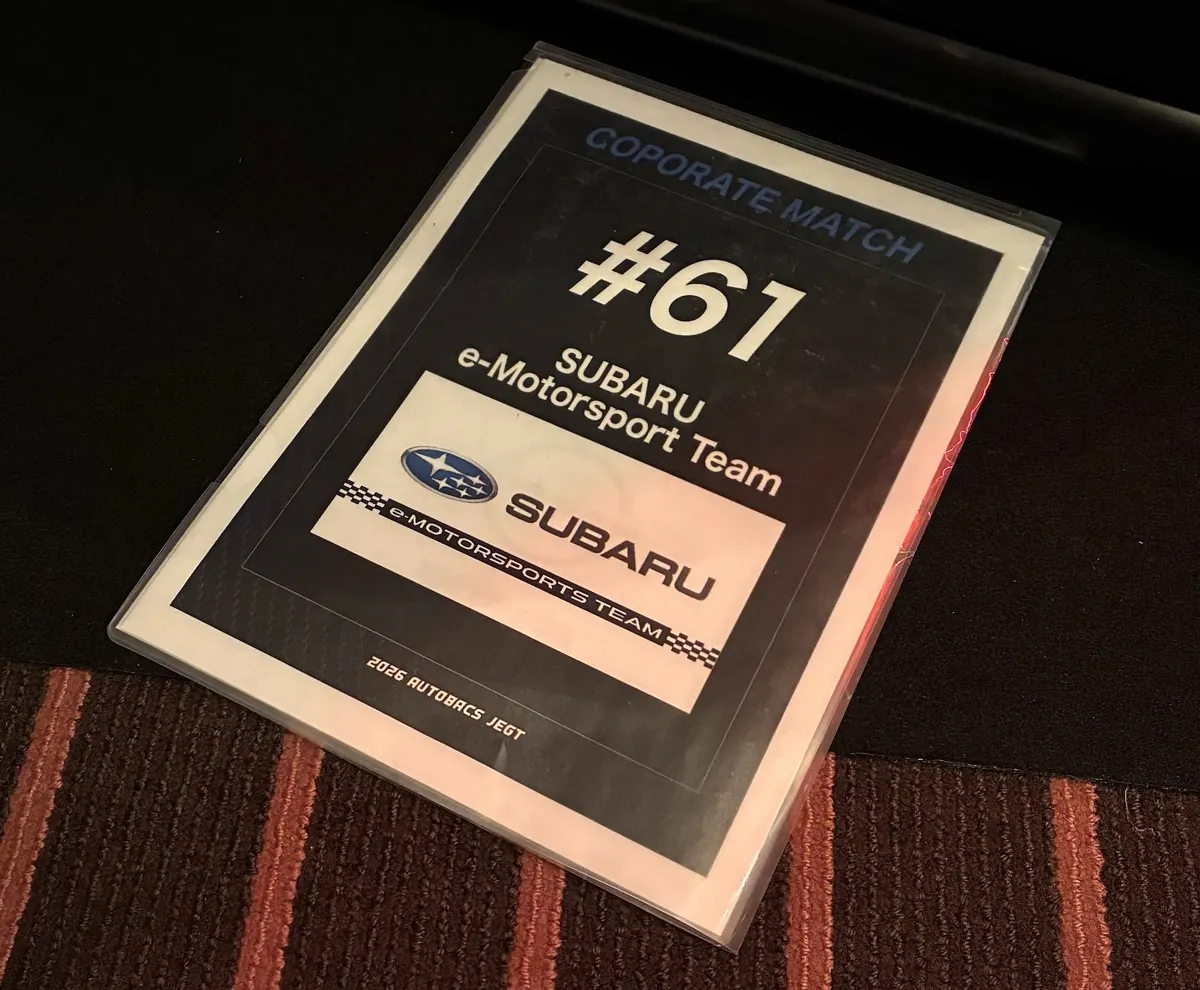 COPORATE MATCH
#61
SUBARU
e-Motorsport Team
SUBARU
e-MOTORSPORTS TEAM
2026 AUTOBACS JEGT